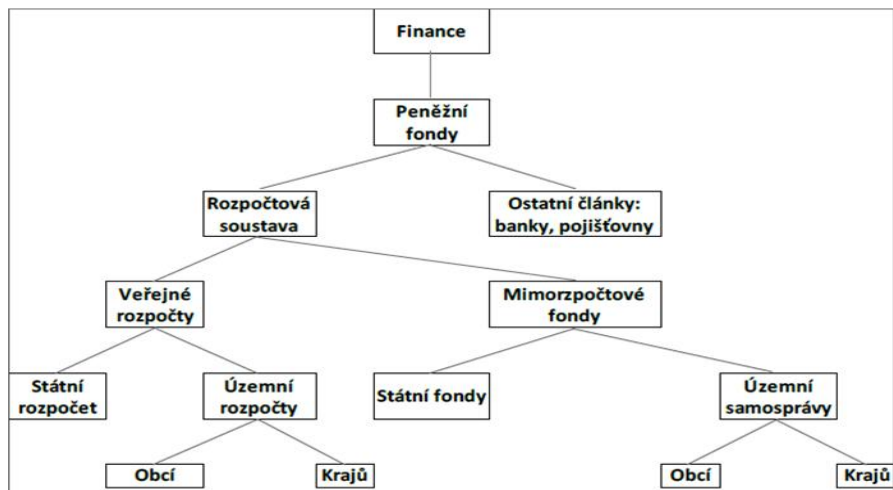 Finance
Peněžní
fondy
Rozpočtová
soustava
Ostatní články:
banky, pojišťovny
Veřejné
rozpočty
Mimorzpočtové
fondy
Státní
rozpočet
Územní
rozpočty
Státní fondy
Územní
samosprávy
Obcí
Krajů
Obcí
Krajů